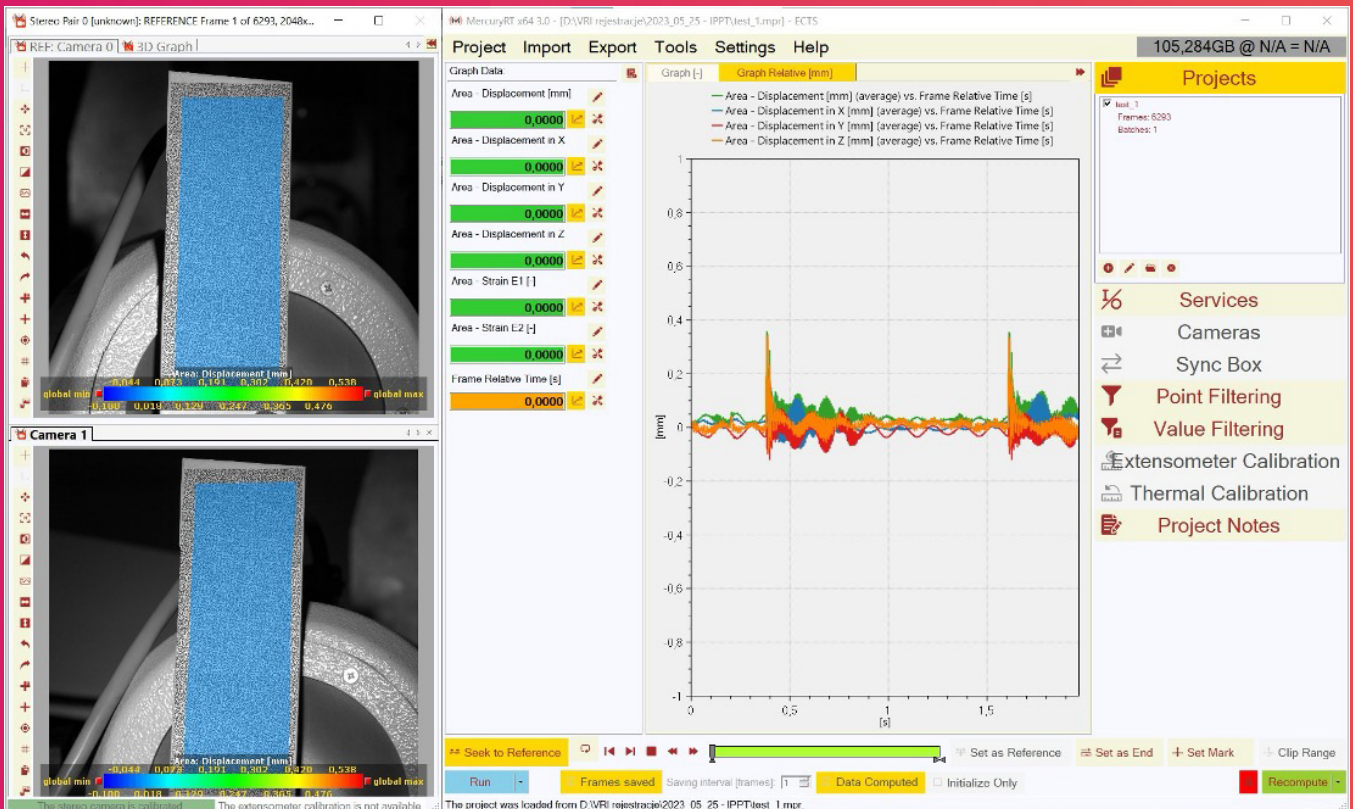 Stereo Pair 0 [unknown]: REFERENCE Frame 1 of 6293, 2048x...
REF: Camera 0
3D Graph
Area: Displacement [mm]
-0,044 0,073 0,191 0,302 0,420 0,538
global min
global max
-0,100 0,018 0,129 0,247 0,365 0,476
Camera 1
Area: Displacement [mm]
-0,044 0,073 0,191 0,302 0,420 0,538
global min
global max
-0,100 0,018 0,129 0,247 0,365 0,476
The stereo camera is calibrated
The extensometer calibration is not available
MercuryRT x64 3.0 - [D:\VRI rejestracje\2023_05_25 - IPPT\test_1.mpr] - ECTS
Project Import Export Tools Settings Help
105,284GB @ N/A = N/A
Graph Data:
Area - Displacement [mm]
0,0000
Area - Displacement in X
0,0000
Area - Displacement in Y
0,0000
Area - Displacement in Z
0,0000
Area - Strain E1 [-]
0,0000
Area - Strain E2 [-]
0,0000
Frame Relative Time [s]
0,0000
Graph [-]
Graph Relative [mm]
Area - Displacement [mm] (average) vs. Frame Relative Time [s]
Area - Displacement in X [mm] (average) vs. Frame Relative Time [s]
Area - Displacement in Y [mm] (average) vs. Frame Relative Time [s]
Area - Displacement in Z [mm] (average) vs. Frame Relative Time [s]
1
0,8
0,6
0,4
0,2
0
-0,2
-0,4
-0,6
-0,8
-1
[mm]
0 0,5 1 1,5
[s]
Projects
test_1
Frames: 6293
Batches: 1
Services
Cameras
Sync Box
Point Filtering
Value Filtering
Extensometer Calibration
Thermal Calibration
Project Notes
Seek to Reference
Set as Reference
Set as End
Set Mark
Clip Range
Run
Frames saved
Saving interval [frames]: 1
Data Computed
Initialize Only
Recompute
The project was loaded from D:\VRI rejestracje\2023_05_25 - IPPT\test_1.mpr.